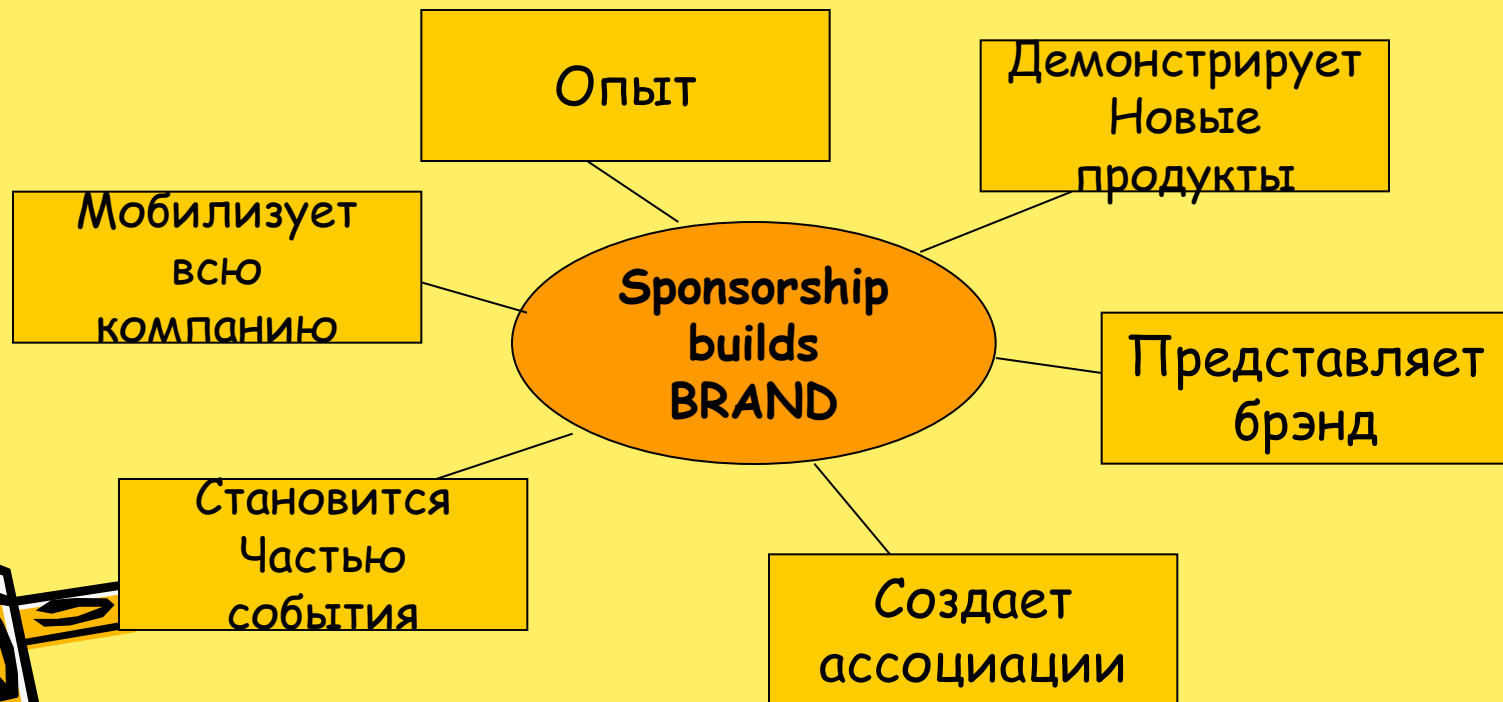 Опыт
Демонстрирует
Новые
продукты
Мобилизует
всю
компанию
Sponsorship
builds
BRAND
Представляет
брэнд
Становится
Частью
события
Создает
ассоциации